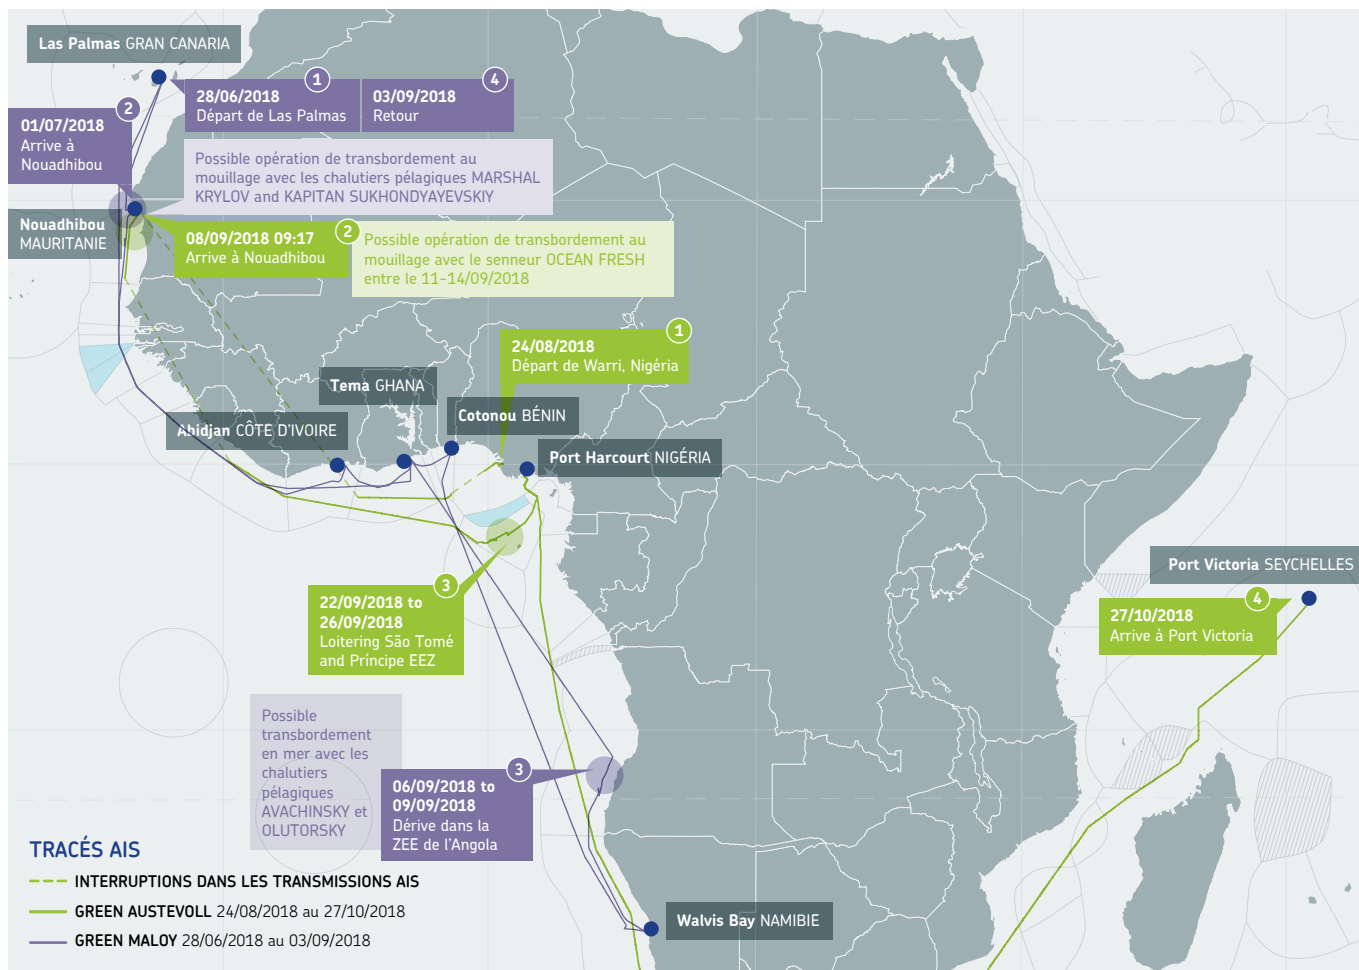 Las Palmas GRAN CANARIA
1
28/06/2018
Départ de Las Palmas
4
03/09/2018
Retour
2
01/07/2018
Arrive à
Nouadhibou
Possible opération de transbordement au
mouillage avec les chalutiers pélagiques MARSHAL
KRYLOV and KAPITAN SUKHONDYAYEVSKIY
Nouadhibou
MAURITANIE
2
08/09/2018 09:17
Arrive à Nouadhibou
Possible opération de transbordement au
mouillage avec le senneur OCEAN FRESH
entre le 11-14/09/2018
1
24/08/2018
Départ de Warri, Nigéria
Tema GHANA
Cotonou BÉNIN
Abidjan CÔTE D'IVOIRE
Port Harcourt NIGÉRIA
Port Victoria SEYCHELLES
3
22/09/2018 to
26/09/2018
Loitering São Tomé
and Príncipe EEZ
4
27/10/2018
Arrive à Port Victoria
Possible
transbordement
en mer avec les
chalutiers
pélagiques
AVACHINSKY et
OLUTORSKY
3
06/09/2018 to
09/09/2018
Dérive dans la
ZEE de l'Angola
Walvis Bay NAMIBIE
TRACÉS AIS
INTERRUPTIONS DANS LES TRANSMISSIONS AIS
GREEN AUSTEVOLL 24/08/2018 au 27/10/2018
GREEN MALOY 28/06/2018 au 03/09/2018